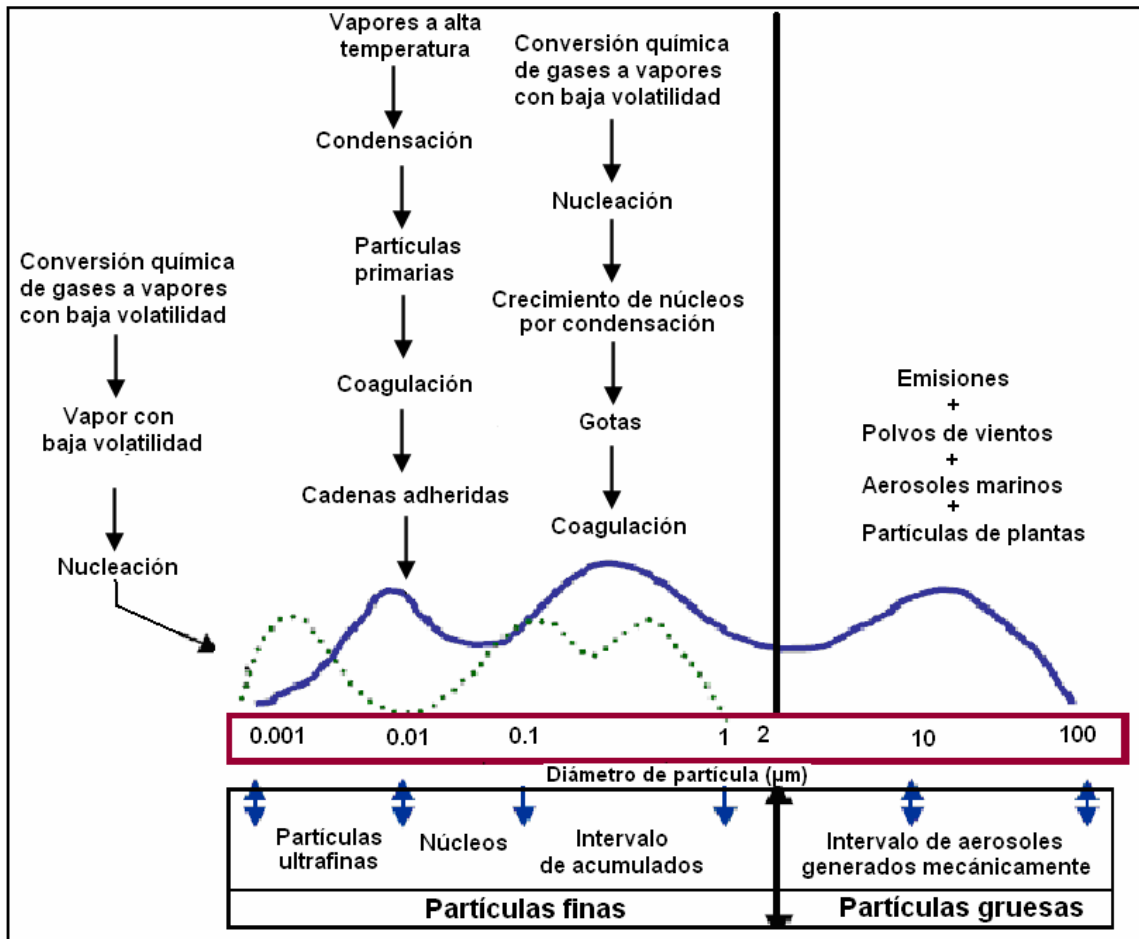 Vapores a alta
temperatura
Condensación
Partículas
primarias
Coagulación
Cadenas adheridas
Conversión química
de gases a vapores
con baja volatilidad
Nucleación
Crecimiento de núcleos
por condensación
Gotas
Coagulación
Conversión química
de gases a vapores
con baja volatilidad
Vapor con
baja volatilidad
Nucleación
Emisiones
+
Polvos de vientos
+
Aerosoles marinos
+
Partículas de plantas
0.001 0.01 0.1 1 2 10 100
Diámetro de partícula (µm)
Partículas
ultrafinas
Núcleos
Intervalo
de acumulados
Intervalo de aerosoles
generados mecánicamente
Partículas finas
Partículas gruesas